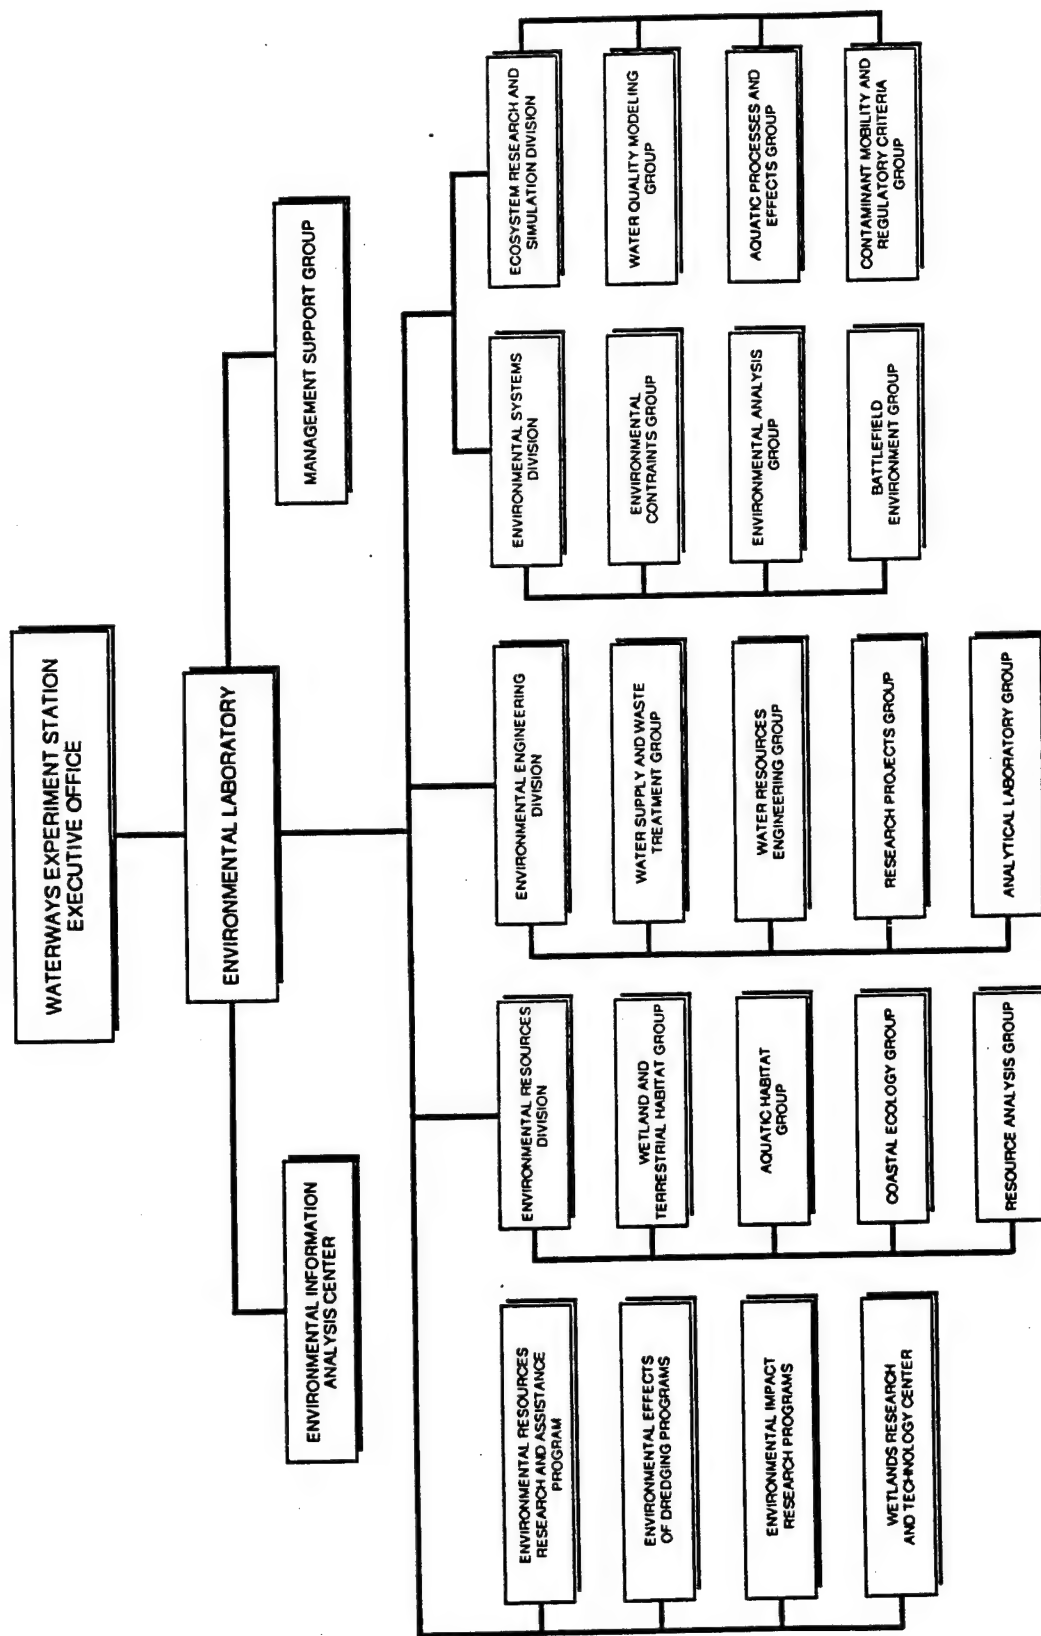 WATERWAYS EXPERIMENT STATION
EXECUTIVE OFFICE
ENVIRONMENTAL LABORATORY
ENVIRONMENTAL INFORMATION
ANALYSIS CENTER
MANAGEMENT SUPPORT GROUP
ENVIRONMENTAL RESOURCES
RESEARCH AND ASSISTANCE
PROGRAM
ENVIRONMENTAL EFFECTS
OF DREDGING PROGRAMS
ENVIRONMENTAL IMPACT
RESEARCH PROGRAMS
WETLANDS RESEARCH
AND TECHNOLOGY CENTER
ENVIRONMENTAL RESOURCES
DIVISION
WETLAND AND
TERRESTRIAL HABITAT GROUP
AQUATIC HABITAT
GROUP
COASTAL ECOLOGY GROUP
RESOURCE ANALYSIS GROUP
ENVIRONMENTAL ENGINEERING
DIVISION
WATER SUPPLY AND WASTE
TREATMENT GROUP
WATER RESOURCES
ENGINEERING GROUP
RESEARCH PROJECTS GROUP
ANALYTICAL LABORATORY GROUP
ENVIRONMENTAL SYSTEMS
DIVISION
ENVIRONMENTAL
CONTRAINTS GROUP
ENVIRONMENTAL ANALYSIS
GROUP
BATTLEFIELD
ENVIRONMENT GROUP
ECOSYSTEM RESEARCH AND
SIMULATION DIVISION
WATER QUALITY MODELING
GROUP
AQUATIC PROCESSES AND
EFFECTS GROUP
CONTAMINANT MOBILITY AND
REGULATORY CRITERIA
GROUP